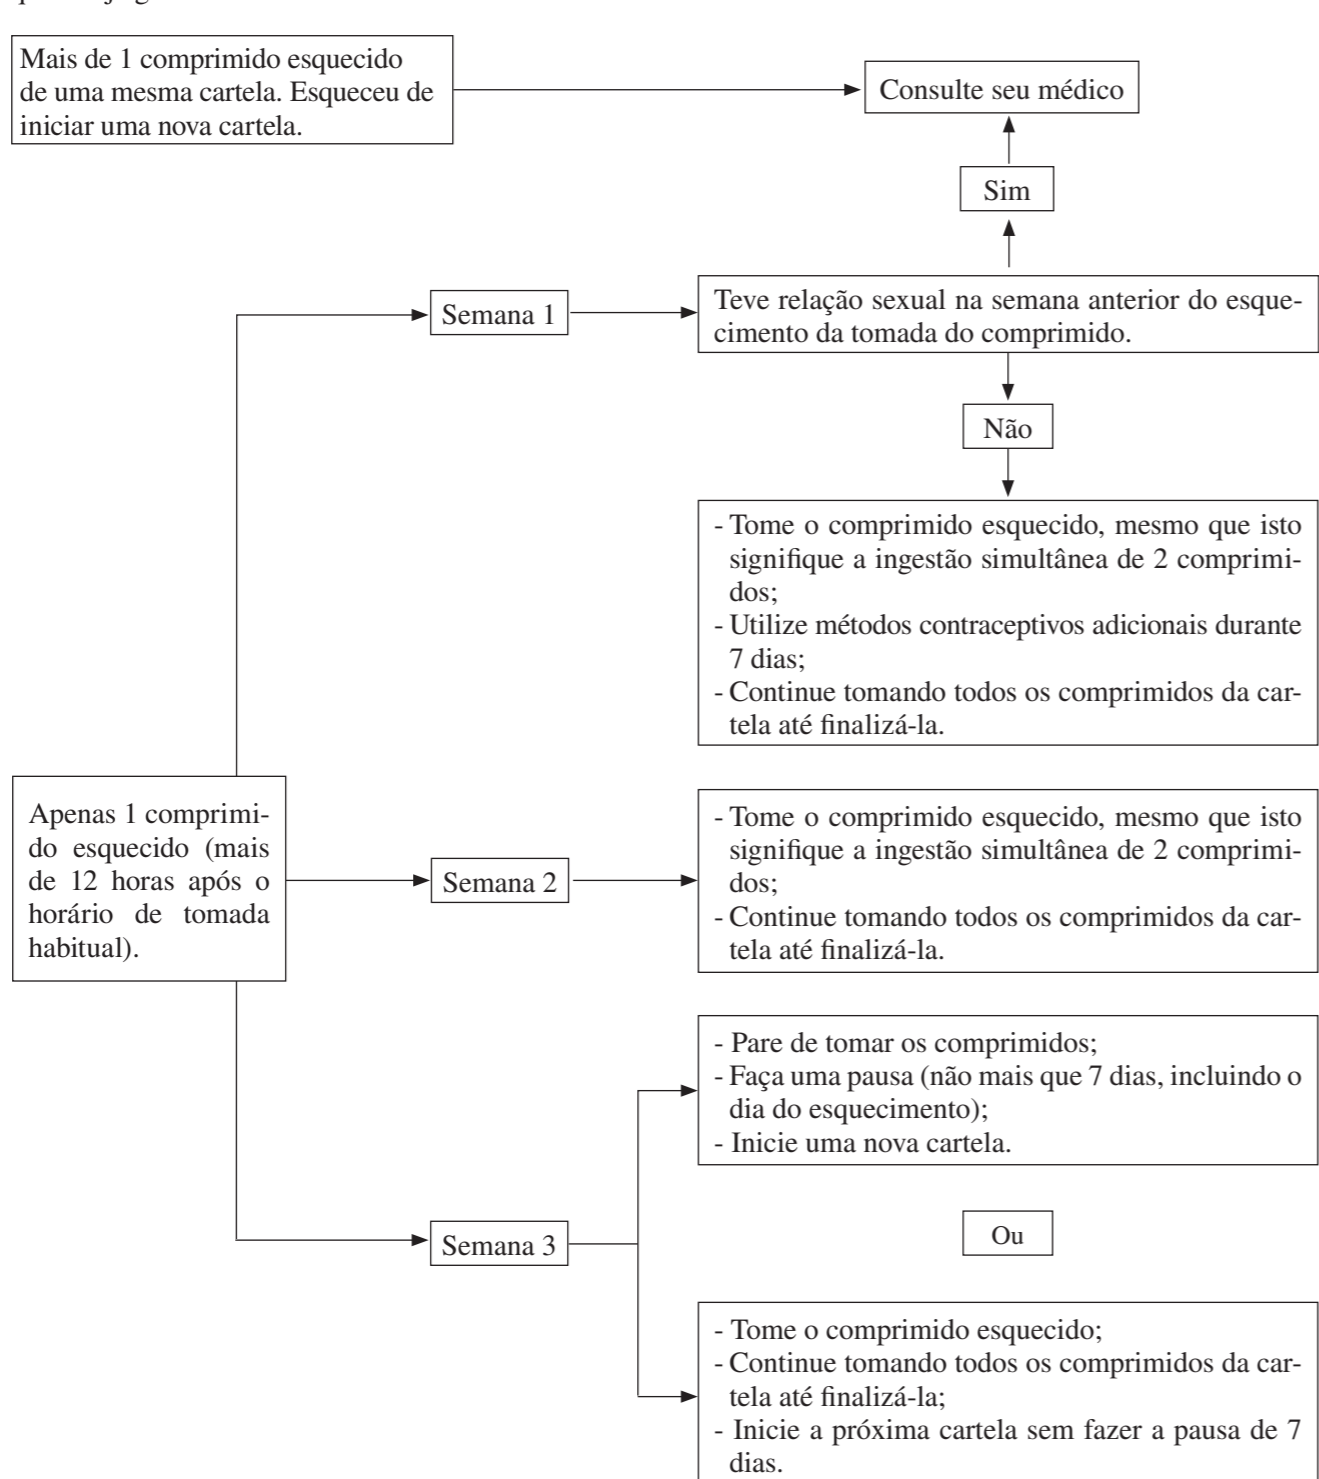 Mais de 1 comprimido esquecido
de uma mesma cartela. Esqueceu de
iniciar uma nova cartela.
Consulte seu médico
Sim
Semana 1
Teve relação sexual na semana anterior do esque-
cimento da tomada do comprimido.
Não
- Tome o comprimido esquecido, mesmo que isto
signifique a ingestão simultânea de 2 comprimi-
dos;
- Utilize métodos contraceptivos adicionais durante
7 dias;
- Continue tomando todos os comprimidos da car-
tela até finalizá-la.
Apenas 1 comprimi-
do esquecido (mais
de 12 horas após o
horário de tomada
habitual).
Semana 2
- Tome o comprimido esquecido, mesmo que isto
signifique a ingestão simultânea de 2 comprimi-
dos;
- Continue tomando todos os comprimidos da car-
tela até finalizá-la.
Semana 3
- Pare de tomar os comprimidos;
- Faça uma pausa (não mais que 7 dias, incluindo o
dia do esquecimento);
- Inicie uma nova cartela.
Ou
- Tome o comprimido esquecido;
- Continue tomando todos os comprimidos da car-
tela até finalizá-la;
- Inicie a próxima cartela sem fazer a pausa de 7
dias.